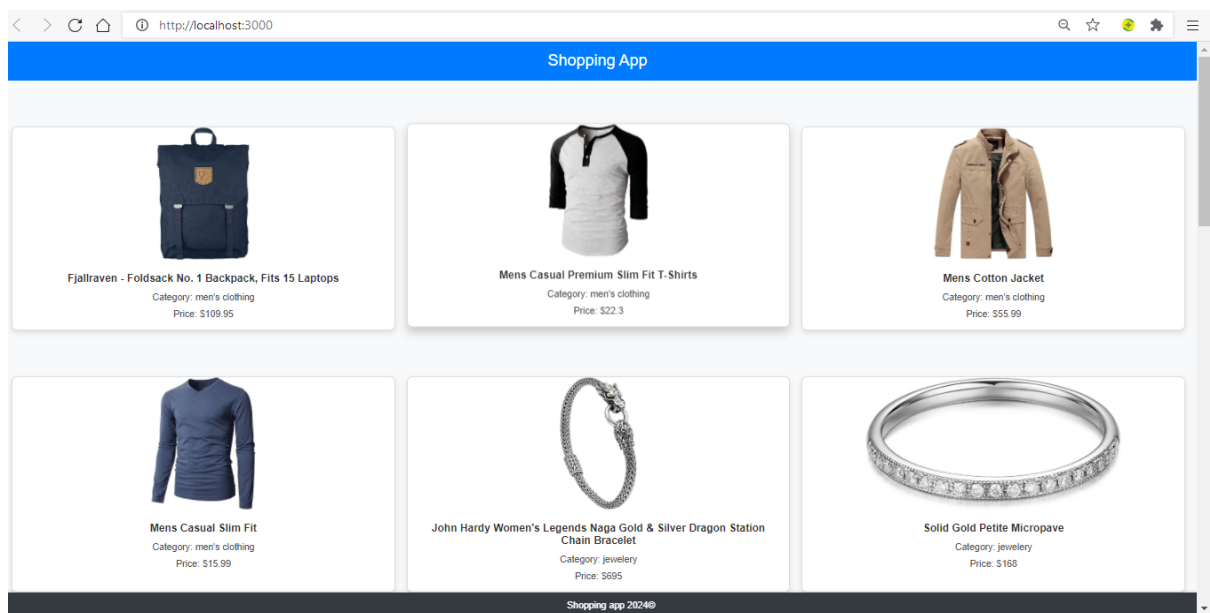 http://localhost:3000
Shopping App
Fjallraven - Foldsack No. 1 Backpack, Fits 15 Laptops
Category: men's clothing
Price: $109.95
Mens Casual Premium Slim Fit T-Shirts
Category: men's clothing
Price: $22.3
Mens Cotton Jacket
Category: men's clothing
Price: $55.99
Mens Casual Slim Fit
Category: men's clothing
Price: $15.99
John Hardy Women's Legends Naga Gold & Silver Dragon Station
Chain Bracelet
Category: jewelery
Price: $695
Solid Gold Petite Micropave
Category: jewelery
Price: $168
Shopping app 2024©